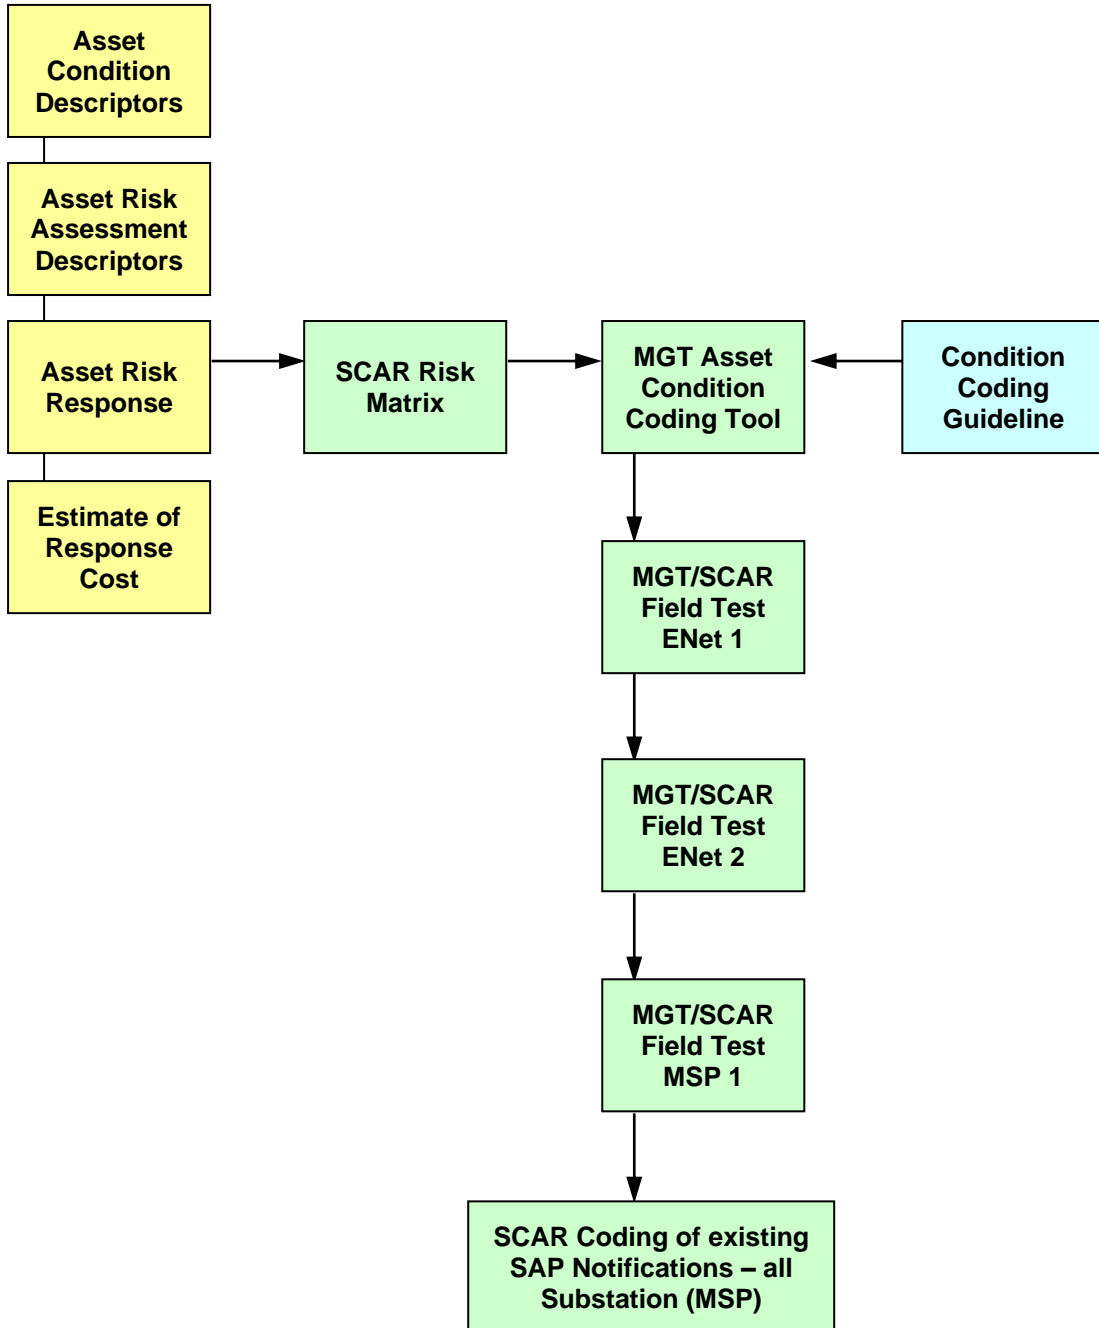 Asset
Condition
Descriptors
Asset Risk
Assessment
Descriptors
Asset Risk
Response
Estimate of
Response
Cost
SCAR Risk
Matrix
MGT Asset
Condition
Coding Tool
Condition
Coding
Guideline
MGT/SCAR
Field Test
ENet 1
MGT/SCAR
Field Test
ENet 2
MGT/SCAR
Field Test
MSP 1
SCAR Coding of existing
SAP Notifications – all
Substation (MSP)